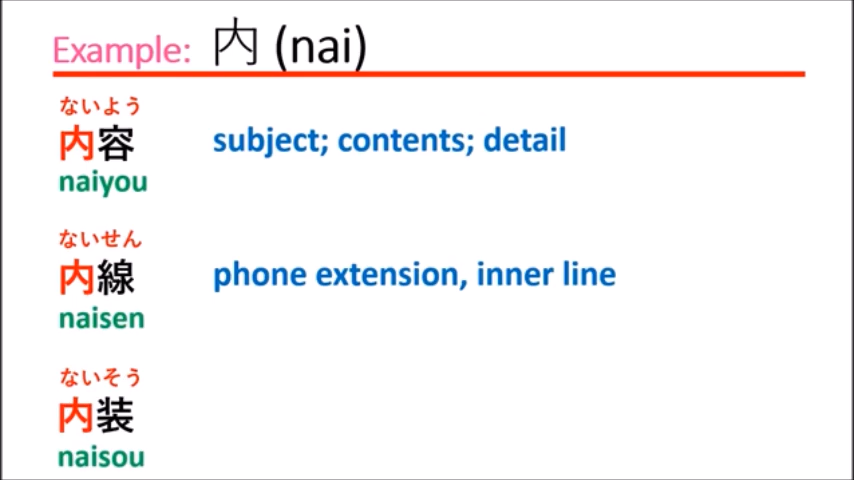 Example: 内 (nai)
ないよう
内容 subject; contents; detail
naiyou
ないせん
内線 phone extension, inner line
naisen
ないそう
内装
naisou